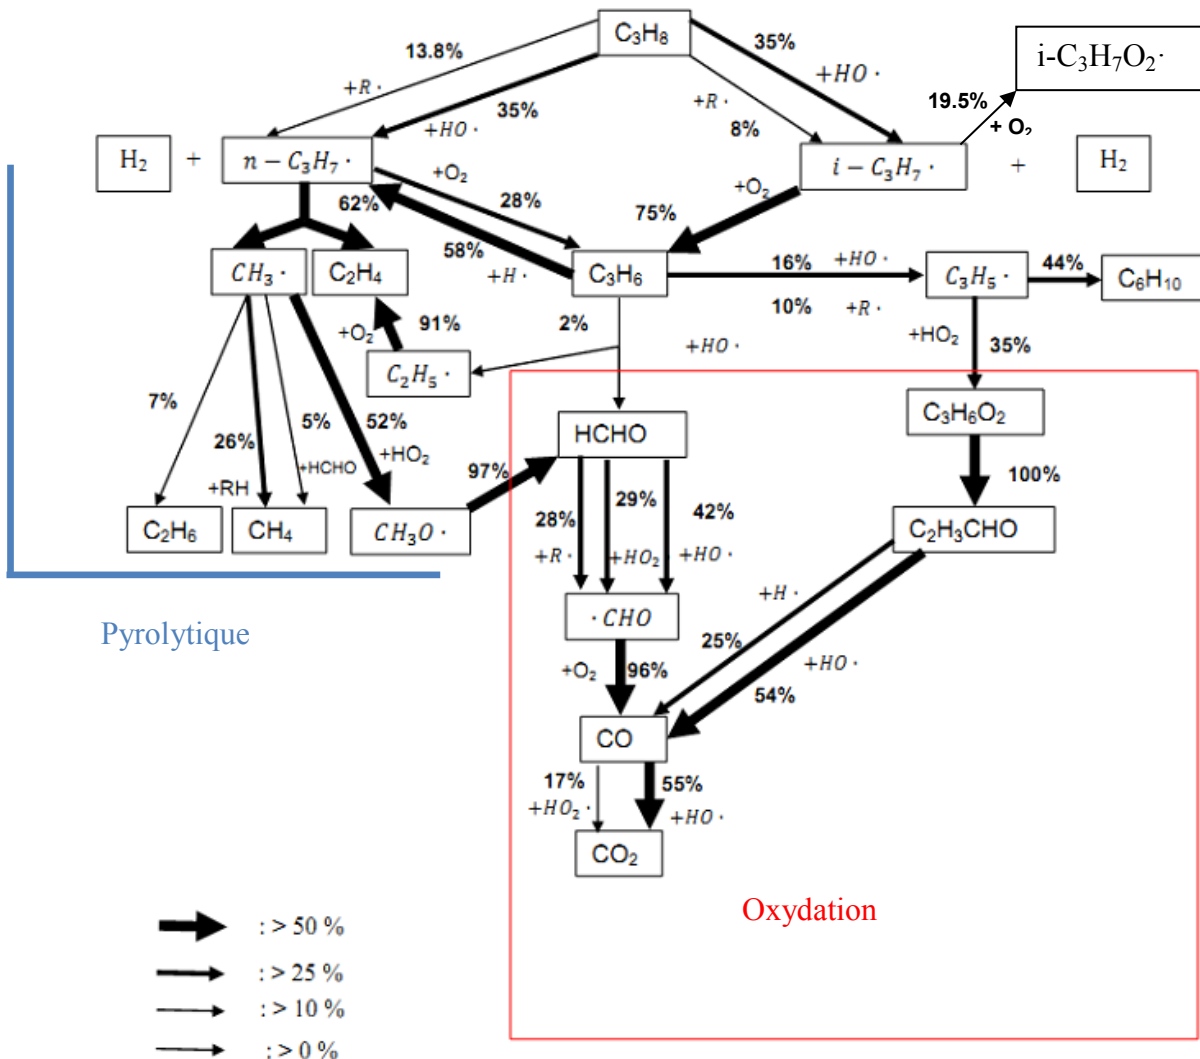 C₃H₈
13.8%
35%
i-C₃H₇O₂·
+R·
+HO·
19.5%
+ O₂
35%
+R·
+HO·
8%
H₂
+
n − C₃H₇ ·
i − C₃H₇ ·
+
H₂
+O₂
+O₂
62%
28%
75%
58%
+H·
CH₃ ·
C₂H₄
C₃H₆
16%
+HO·
C₃H₅ ·
44%
C₆H₁₀
10%
+R·
2%
+O₂
91%
+HO·
+HO₂
35%
C₂H₅ ·
7%
C₃H₆O₂
5%
52%
HCHO
26%
+HO₂
+HCHO
97%
100%
+RH
29%
28%
42%
C₂H₆
CH₄
CH₃O ·
C₂H₃CHO
+R·
+HO₂·
+HO·
+H·
· CHO
Pyrolytique
25%
+HO·
+O₂
96%
54%
CO
17%
55%
+HO₂ ·
+HO·
CO₂
Oxydation
: > 50 %
: > 25 %
: > 10 %
: > 0 %